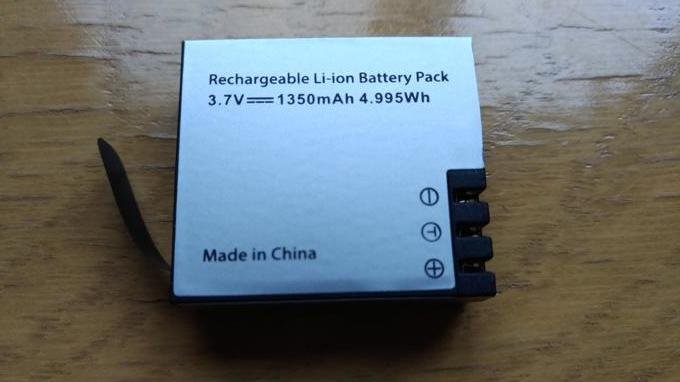 Rechargeable Li-ion Battery Pack
3.7V⎓1350mAh 4.995Wh
⊖
Ⓣ
⊕
Made in China